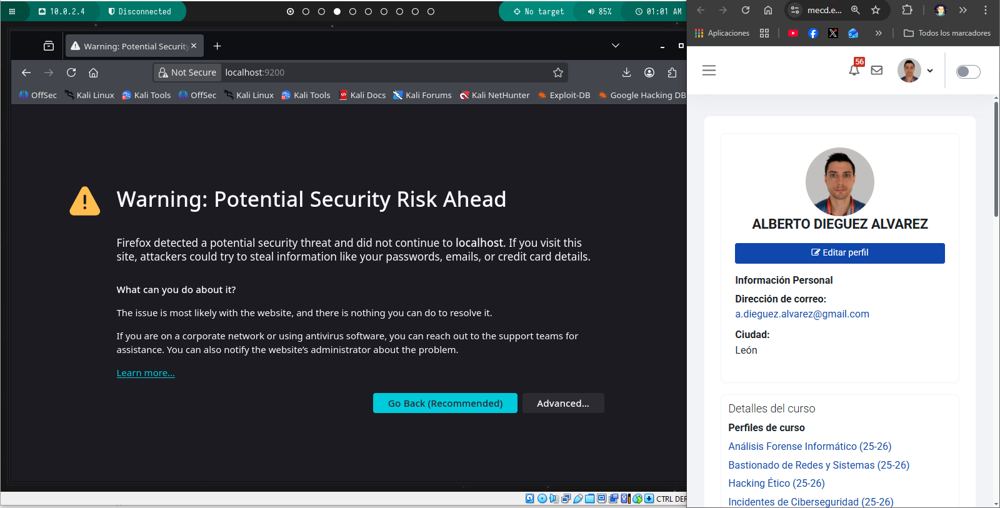 10.0.2.4
Disconnected
No target
85%
01:01 AM
Warning: Potential Security
Not Secure
localhost:9200
OffSec
Kali Linux
Kali Tools
OffSec
Kali Linux
Kali Tools
Kali Docs
Kali Forums
Kali NetHunter
Exploit-DB
Google Hacking DB
Warning: Potential Security Risk Ahead
Firefox detected a potential security threat and did not continue to localhost. If you visit this
site, attackers could try to steal information like your passwords, emails, or credit card details.
What can you do about it?
The issue is most likely with the website, and there is nothing you can do to resolve it.
If you are on a corporate network or using antivirus software, you can reach out to the support teams for
assistance. You can also notify the website's administrator about the problem.
Learn more...
Go Back (Recommended)
Advanced...
CTRL DER
mecd.e...
Aplicaciones
Todos los marcadores
56
ALBERTO DIEGUEZ ALVAREZ
Editar perfil
Información Personal
Dirección de correo:
a.dieguez.alvarez@gmail.com
Ciudad:
León
Detalles del curso
Perfiles de curso
Análisis Forense Informático (25-26)
Bastionado de Redes y Sistemas (25-26)
Hacking Ético (25-26)
Incidentes de Ciberseguridad (25-26)